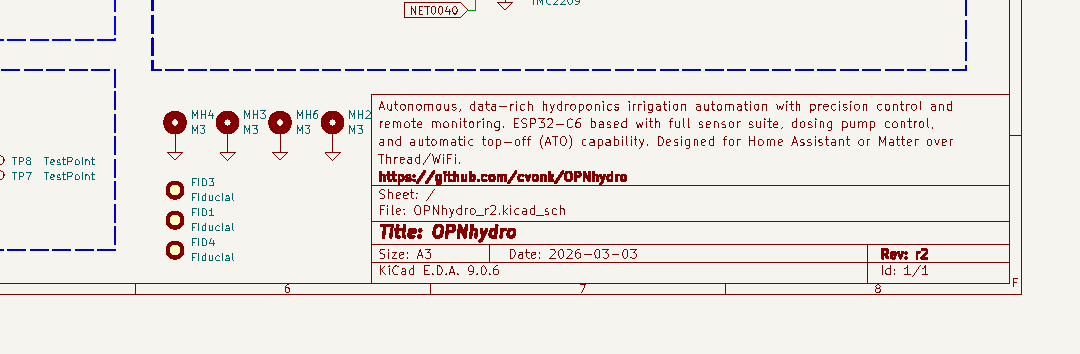 NET0040
TMC2209
MH4 MH3 MH6 MH2
M3 M3 M3 M3
TP8 TestPoint
TP7 TestPoint
FID3
Fiducial
FID1
Fiducial
FID4
Fiducial
Autonomous, data-rich hydroponics irrigation automation with precision control and
remote monitoring. ESP32-C6 based with full sensor suite, dosing pump control,
and automatic top-off (ATO) capability. Designed for Home Assistant or Matter over
Thread/WiFi.
https://github.com/cvonk/OPNhydro
Sheet: /
File: OPNhydro_r2.kicad_sch
Title: OPNhydro
Size: A3 Date: 2026-03-03 Rev: r2
KiCad E.D.A. 9.0.6 Id: 1/1
F
6 7 8